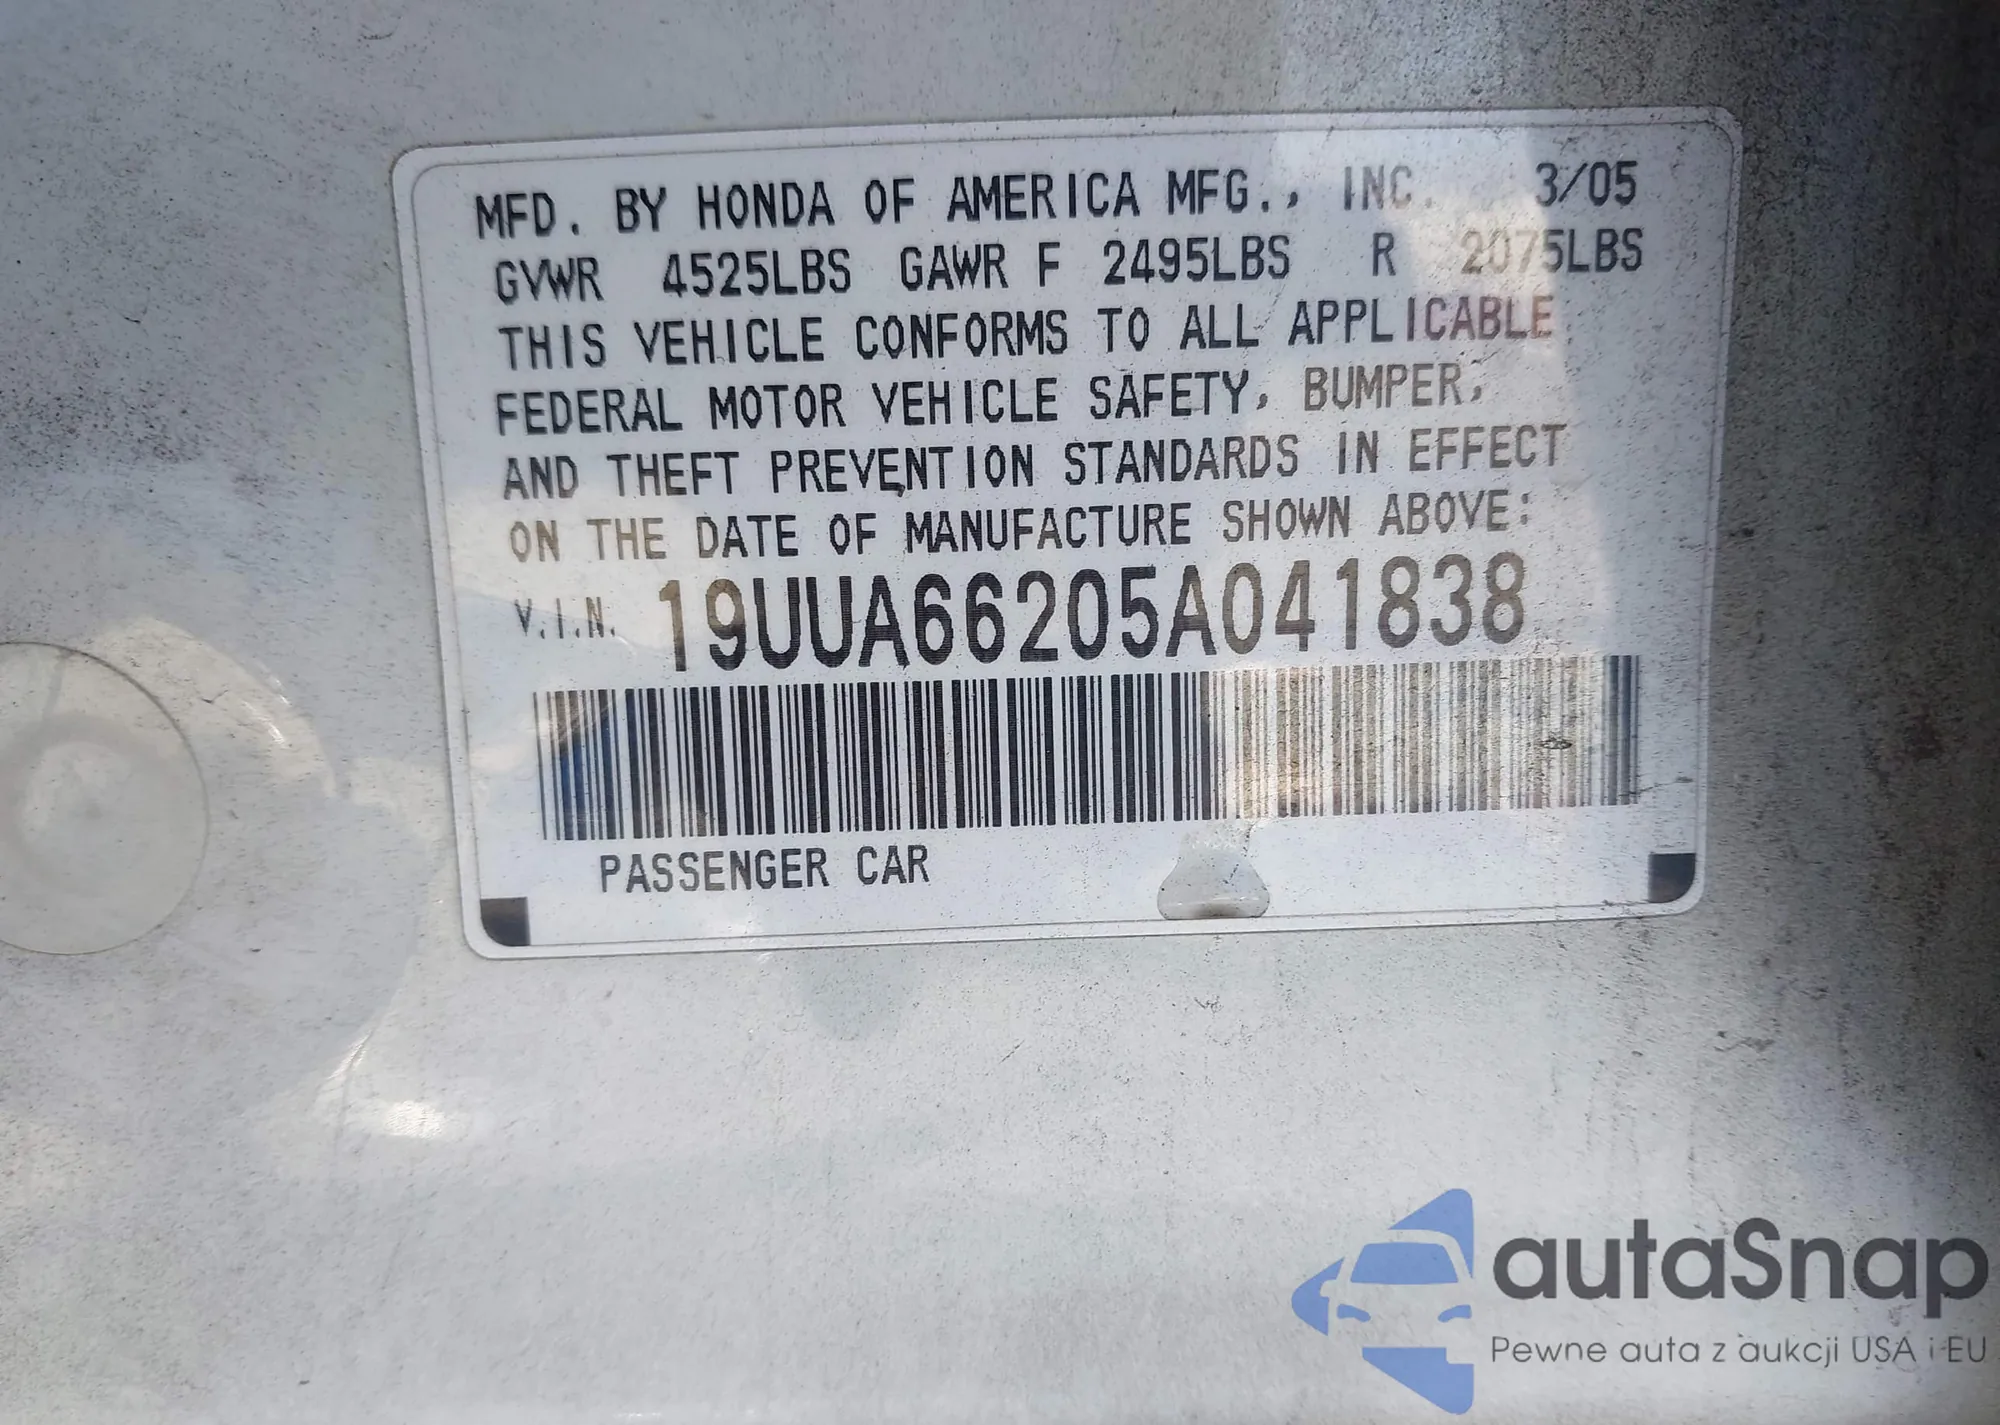 MFD. BY HONDA OF AMERICA MFG., INC. 3/05
GVWR 4525LBS GAWR F 2495LBS R 2075LBS
THIS VEHICLE CONFORMS TO ALL APPLICABLE
FEDERAL MOTOR VEHICLE SAFETY, BUMPER,
AND THEFT PREVENTION STANDARDS IN EFFECT
ON THE DATE OF MANUFACTURE SHOWN ABOVE:
V.I.N. 19UUA66205A041838
PASSENGER CAR
autaSnap
Pewne auta z aukcji USA i EU